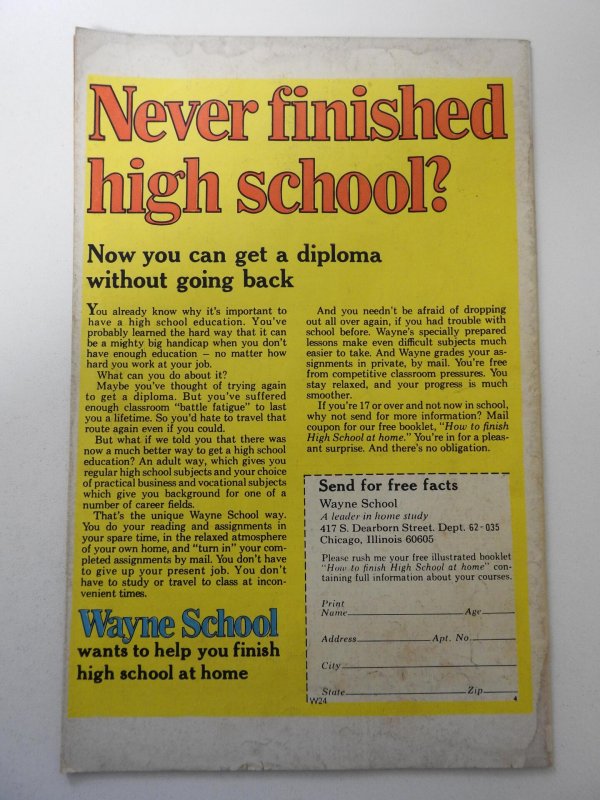 Never finished
high school?
Now you can get a diploma
without going back
You already know why it's important to
have a high school education. You've
probably learned the hard way that it can
be a mighty big handicap when you don't
have enough education – no matter how
hard you work at your job.
What can you do about it?
Maybe you've thought of trying again
to get a diploma. But you've suffered
enough classroom "battle fatigue" to last
you a lifetime. So you'd hate to travel that
route again even if you could.
But what if we told you that there was
now a much better way to get a high school
education? An adult way, which gives you
regular high school subjects and your choice
of practical business and vocational subjects
which give you background for one of a
number of career fields.
That's the unique Wayne School way.
You do your reading and assignments in
your spare time, in the relaxed atmosphere
of your own home, and "turn in" your com-
pleted assignments by mail. You don't have
to give up your present job. You don't
have to study or travel to class at incon-
venient times.
Wayne School
wants to help you finish
high school at home
And you needn't be afraid of dropping
out all over again, if you had trouble with
school before. Wayne's specially prepared
lessons make even difficult subjects much
easier to take. And Wayne grades your as-
signments in private, by mail. You're free
from competitive classroom pressures. You
stay relaxed, and your progress is much
smoother.
If you're 17 or over and not now in school,
why not send for more information? Mail
coupon for our free booklet, "How to finish
High School at home." You're in for a pleas-
ant surprise. And there's no obligation.
Send for free facts
Wayne School
A leader in home study
417 S. Dearborn Street. Dept. 62-035
Chicago, Illinois 60605
Please rush me your free illustrated booklet
"How to finish High School at home" con-
taining full information about your courses.
Print
Name Age
Address Apt. No.
City
State Zip
W24 4